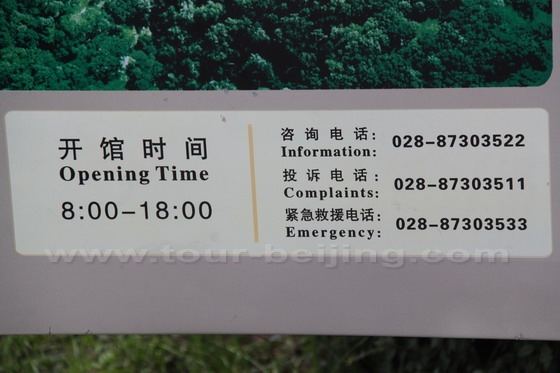 开馆时间
Opening Time
8:00-18:00
咨询电话: 028-87303522
Information:
投诉电话: 028-87303511
Complaints:
紧急救援电话: 028-87303533
Emergency:
www.tour-beijing.com